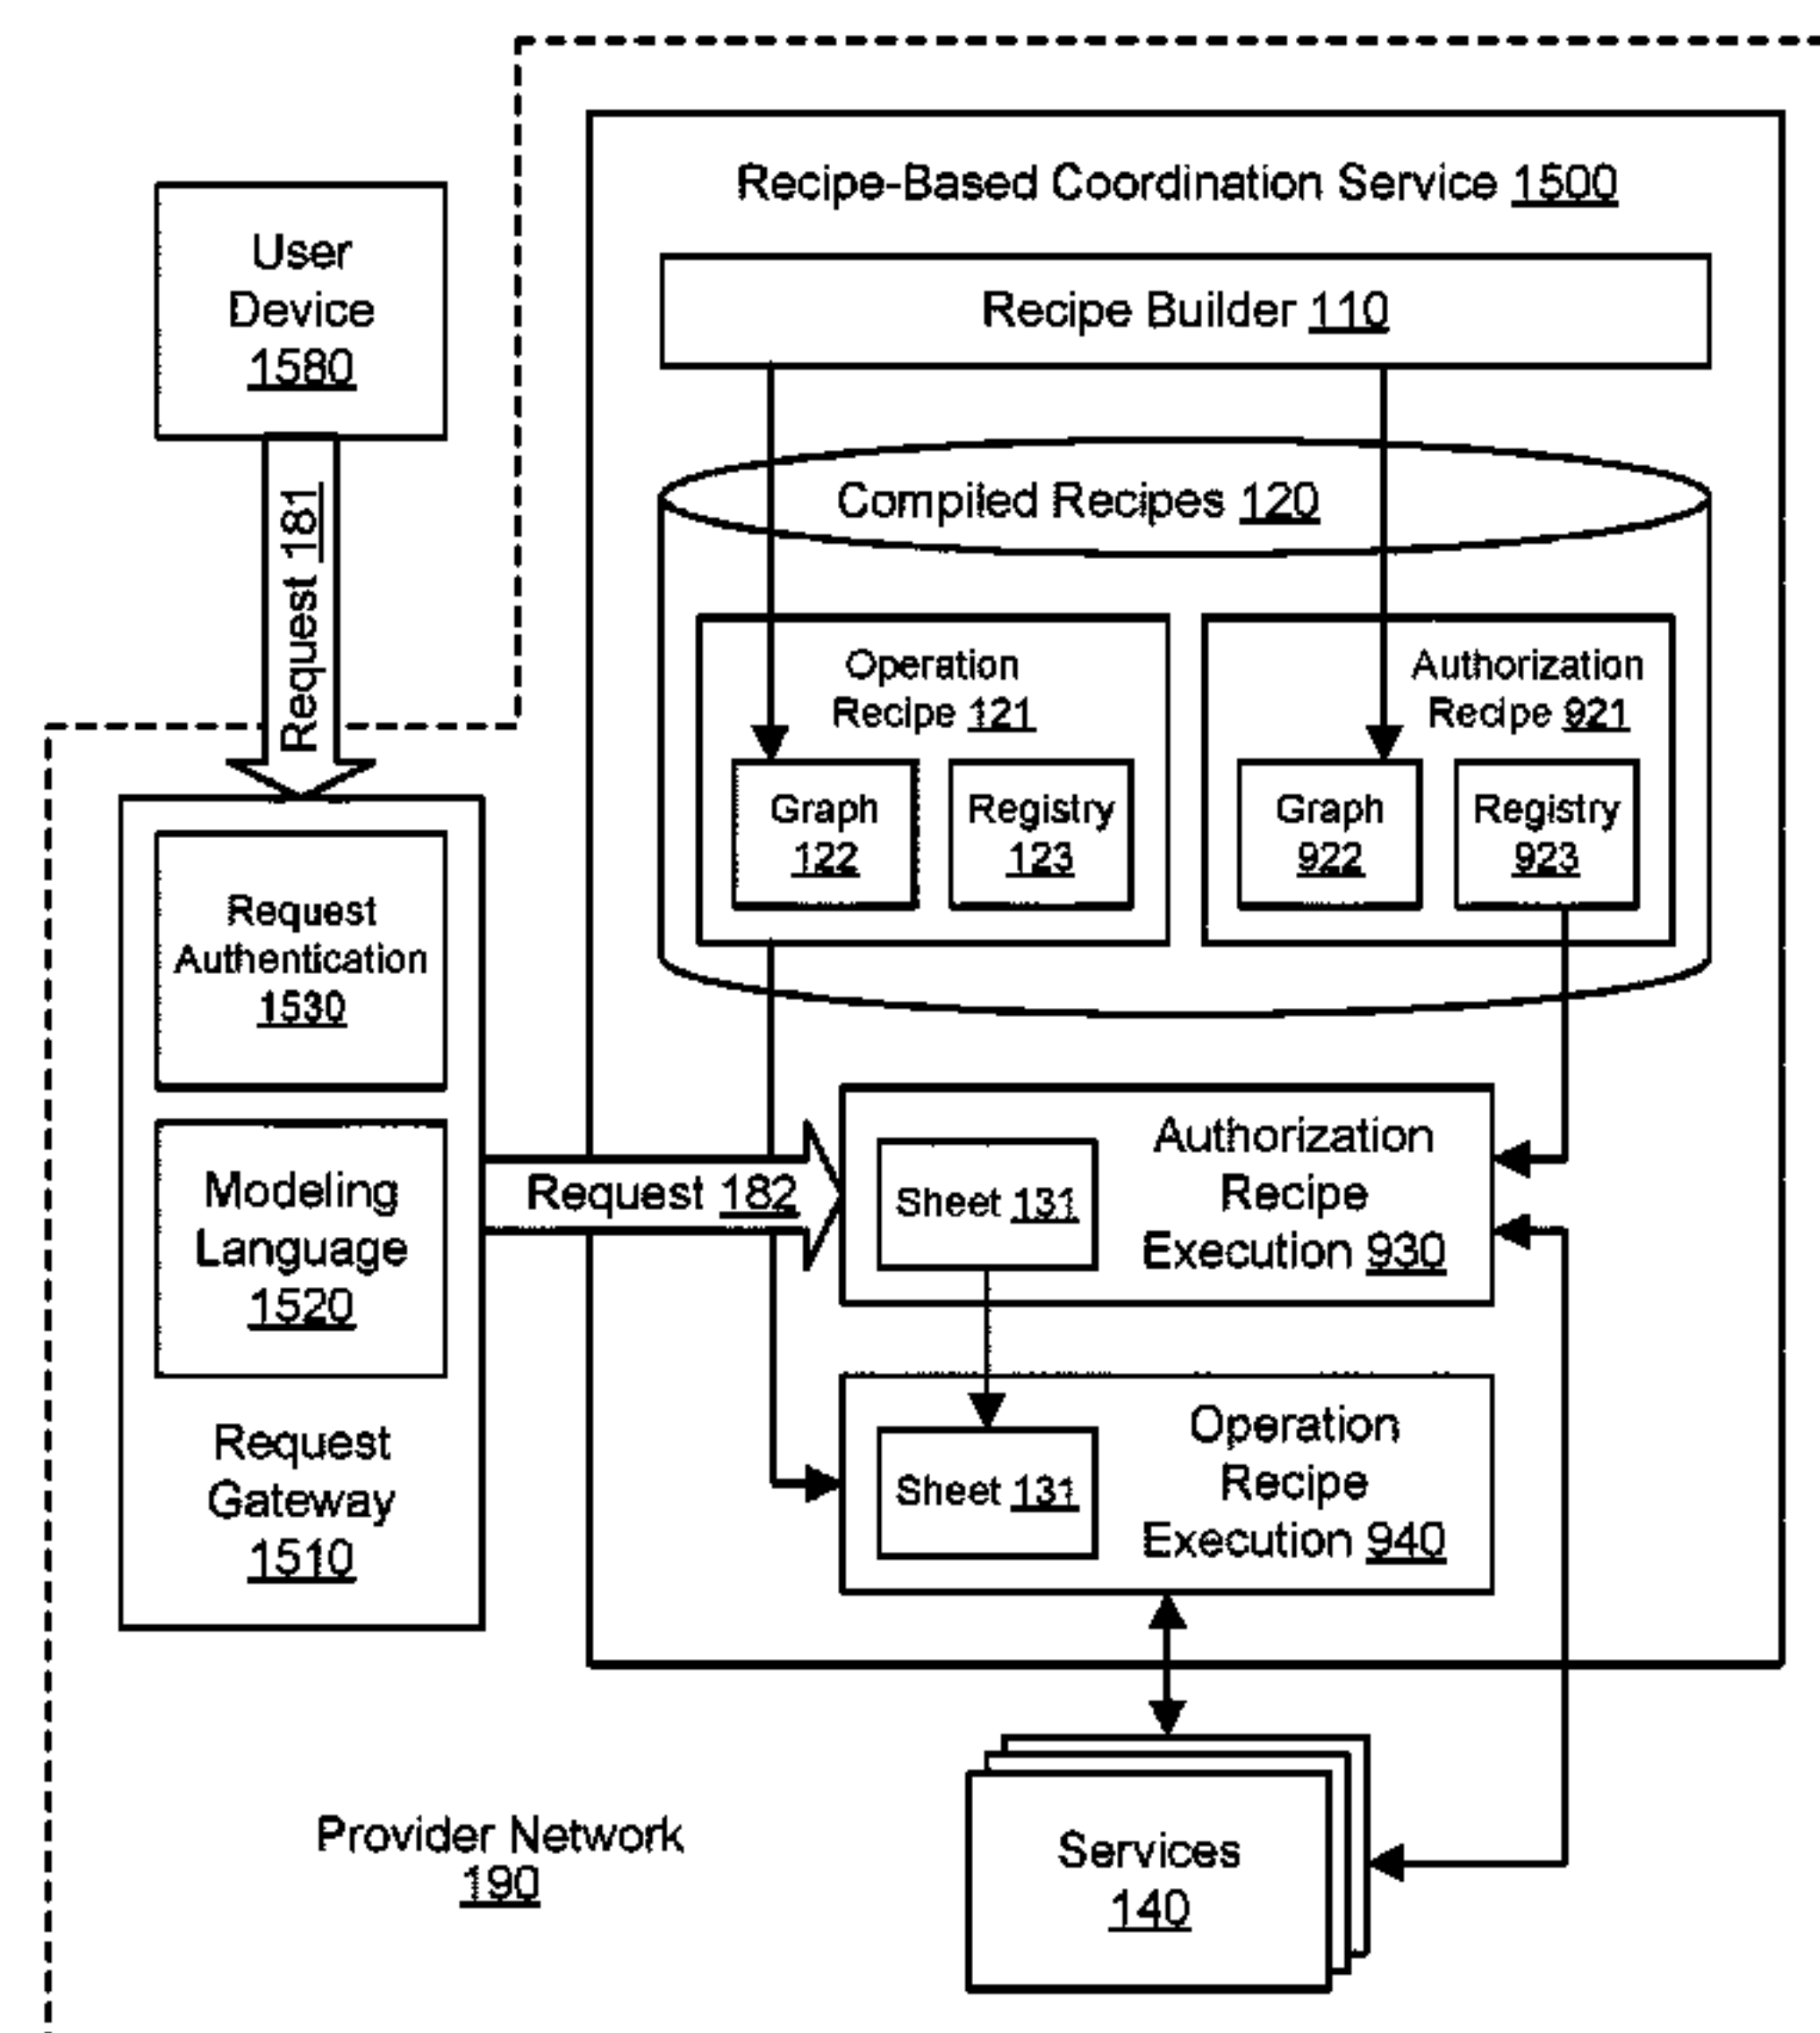 Recipe-Based Coordination Service 1500
User
Device
1580
Recipe Builder 110
Request 181
Compiled Recipes 120
Operation
Recipe 121
Graph
122
Registry
123
Authorization
Recipe 921
Graph
922
Registry
923
Request
Authentication
1530
Modeling
Language
1520
Request
Gateway
1510
Request 182
Sheet 131
Authorization
Recipe
Execution 930
Sheet 131
Operation
Recipe
Execution 940
Provider Network
190
Services
140